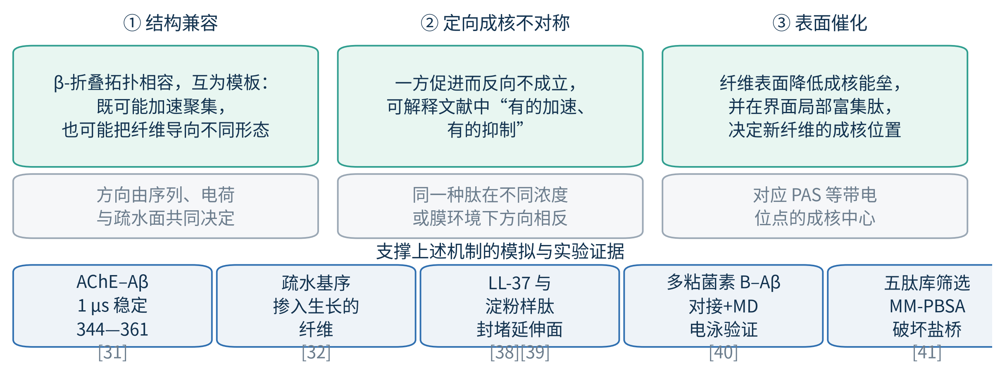 ① 结构兼容
② 定向成核不对称
③ 表面催化
β-折叠拓扑相容，互为模板：
既可能加速聚集，
也可能把纤维导向不同形态
一方促进而反向不成立，
可解释文献中“有的加速、
有的抑制”
纤维表面降低成核能垒，
并在界面局部富集肽，
决定新纤维的成核位置
方向由序列、电荷
与疏水面共同决定
同一种肽在不同浓度
或膜环境下方向相反
对应 PAS 等带电
位点的成核中心
支撑上述机制的模拟与实验证据
AChE–Aβ
1 μs 稳定
344—361
[31]
疏水基序
掺入生长的
纤维
[32]
LL-37 与
淀粉样肽
封堵延伸面
[38][39]
多粘菌素 B–Aβ
对接+MD
电泳验证
[40]
五肽库筛选
MM-PBSA
破坏盐桥
[41]